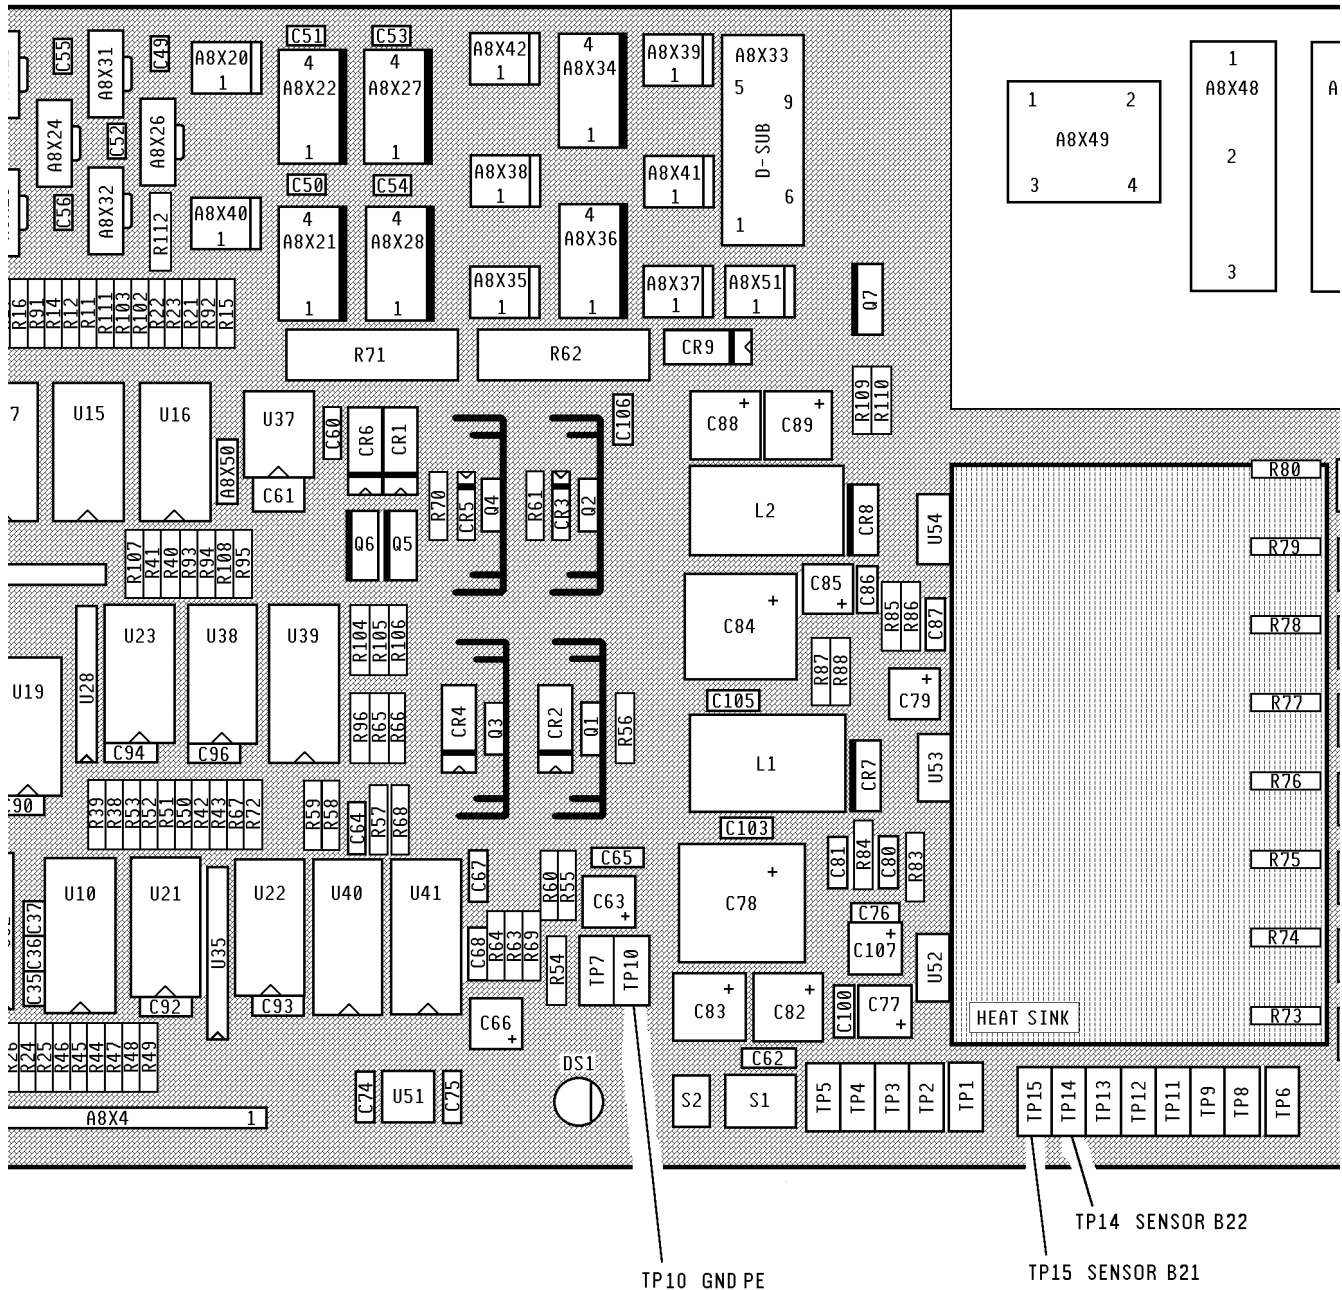 C55
A8X31
C49
A8X20
1
C51
C53
4
A8X22
1
4
A8X27
1
A8X42
1
4
A8X34
1
A8X39
1
A8X33
5
9
D-SUB
6
1
1
2
A8X49
3
4
1
A8X48
2
3
A
A8X24
C52
A8X26
A8X38
1
A8X41
1
C56
A8X32
R112
A8X40
1
C50
C54
4
A8X21
1
4
A8X28
1
A8X35
1
4
A8X36
1
A8X37
1
A8X51
1
Q7
R16
R91
R14
R12
R11
R111
R103
R102
R22
R23
R21
R92
R15
R71
R62
CR9
7
U15
U16
A8X50
U37
C61
C60
CR6
CR1
R70
CR5
Q4
R61
CR3
Q2
C106
C88 +
C89 +
R109
R110
L2
CR8
U54
R80
R79
R78
R77
R76
R75
R74
R73
R107
R41
R40
R93
R94
R108
R95
Q6
Q5
C84 +
C85 +
C86
R85
R86
C87
R87
R88
C79 +
U19
U28
U23
C94
U38
C96
U39
R104
R105
R106
R96
R65
R66
CR4
Q3
CR2
Q1
R56
C105
L1
CR7
U53
C103
C90
R39
R38
R53
R52
R51
R50
R42
R43
R67
R72
R59
R58
C64
R57
R68
C67
R60
R55
C65
C63 +
C78 +
C81
R84
C80
R83
C76
C107 +
U52
C37
C36
C35
U10
U21
C92
U35
U22
C93
U40
U41
C68
R64
R63
R69
R54
TP7
TP10
C66 +
C83 +
C82 +
C100
C77 +
HEAT SINK
R26
R24
R25
R46
R45
R44
R47
R48
R49
A8X4 1
C74
U51
C75
DS1
C62
S2
S1
TP5
TP4
TP3
TP2
TP1
TP15
TP14
TP13
TP12
TP11
TP9
TP8
TP6
TP14 SENSOR B22
TP15 SENSOR B21
TP10 GND PE